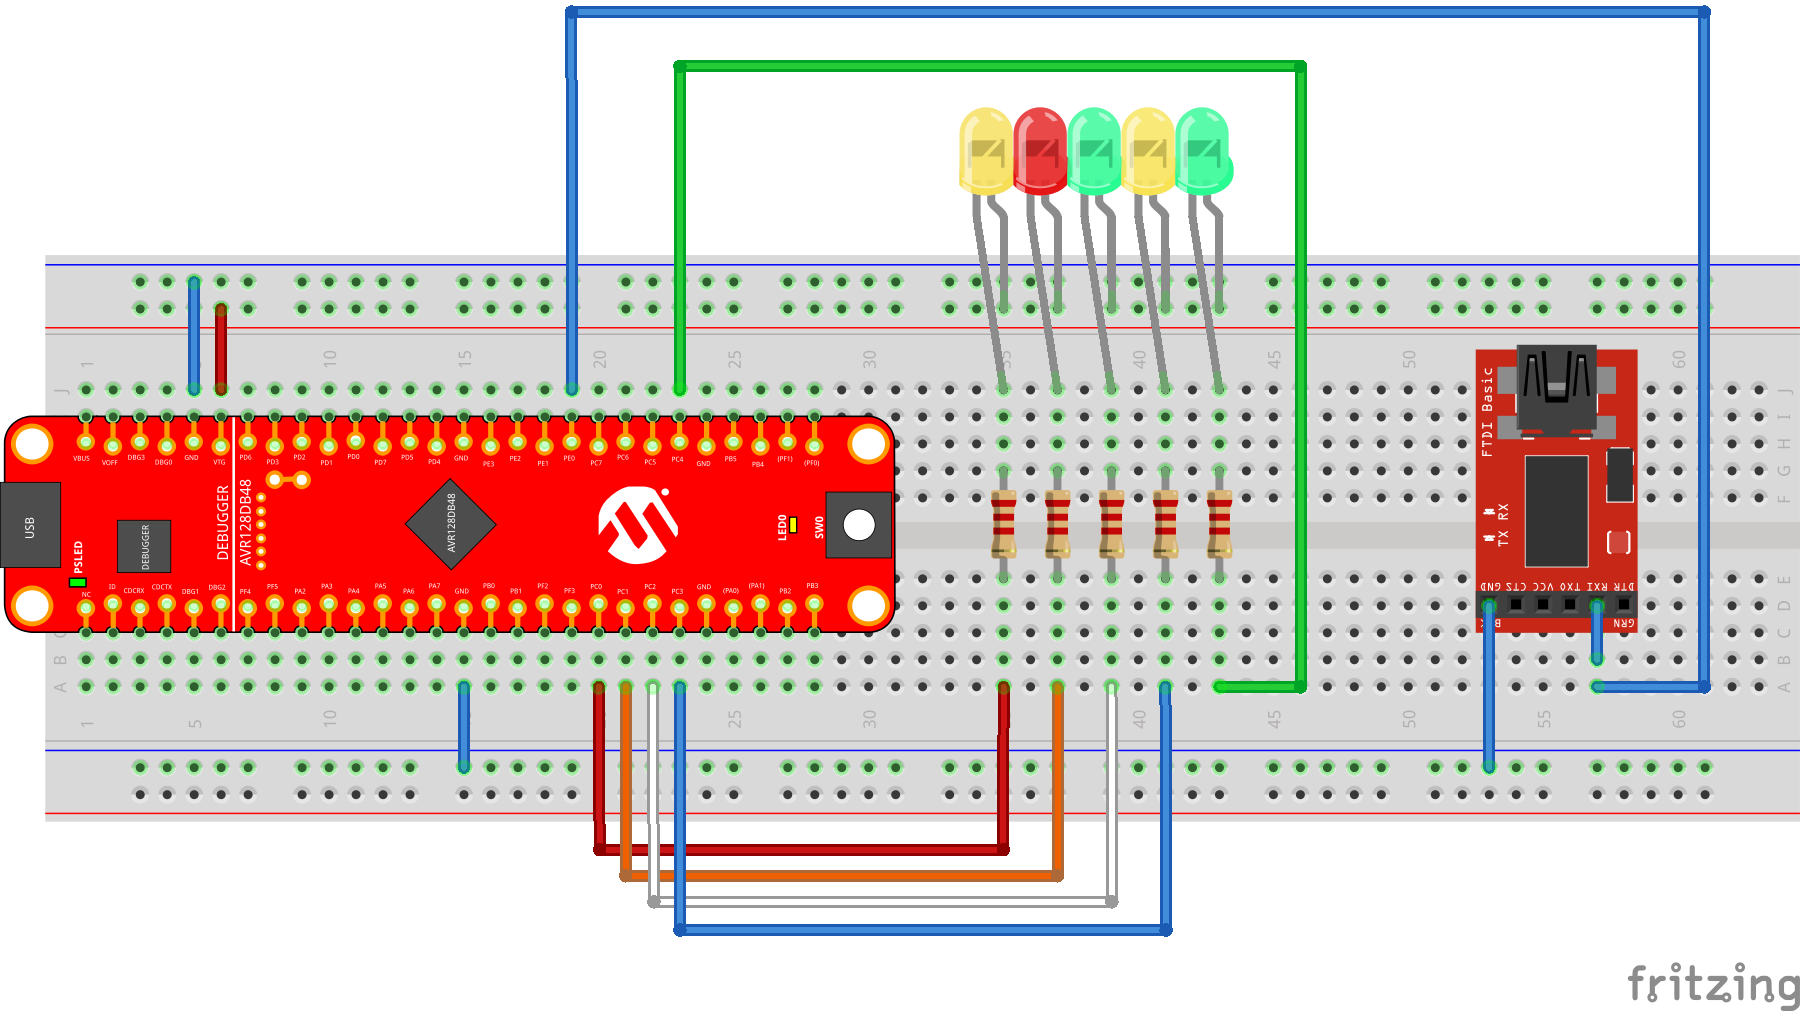 1 5 10 15 20 25 30 35 40 45 50 55 60
J J
I
H
G
F
VBUS VOFF DBG3 DBG0 GND VTG PD6 PD3 PD2 PD1 PD0 PD7 PD5 PD4 GND PE3 PE2 PE1 PE0 PC7 PC6 PC5 PC4 GND PB5 PB4 (PF1) (PF0)
USB
PSLED
DEBUGGER
DEBUGGER
AVR128DB48
AVR128DB48
LED0
SW0
NC ID CDCRX CDCTX DBG1 DBG2 PF4 PF5 PA2 PA3 PA4 PA5 PA6 PA7 GND PB0 PB1 PF2 PF3 PC0 PC1 PC2 PC3 GND (PA0) (PA1) PB2 PB3
FTDI Basic
TX RX
GND CTS VCC TXO RXI DTR
GRN
E
D
C C
B B
A A
1 5 10 20 25 30 35 40 45 50 55 60
fritzing